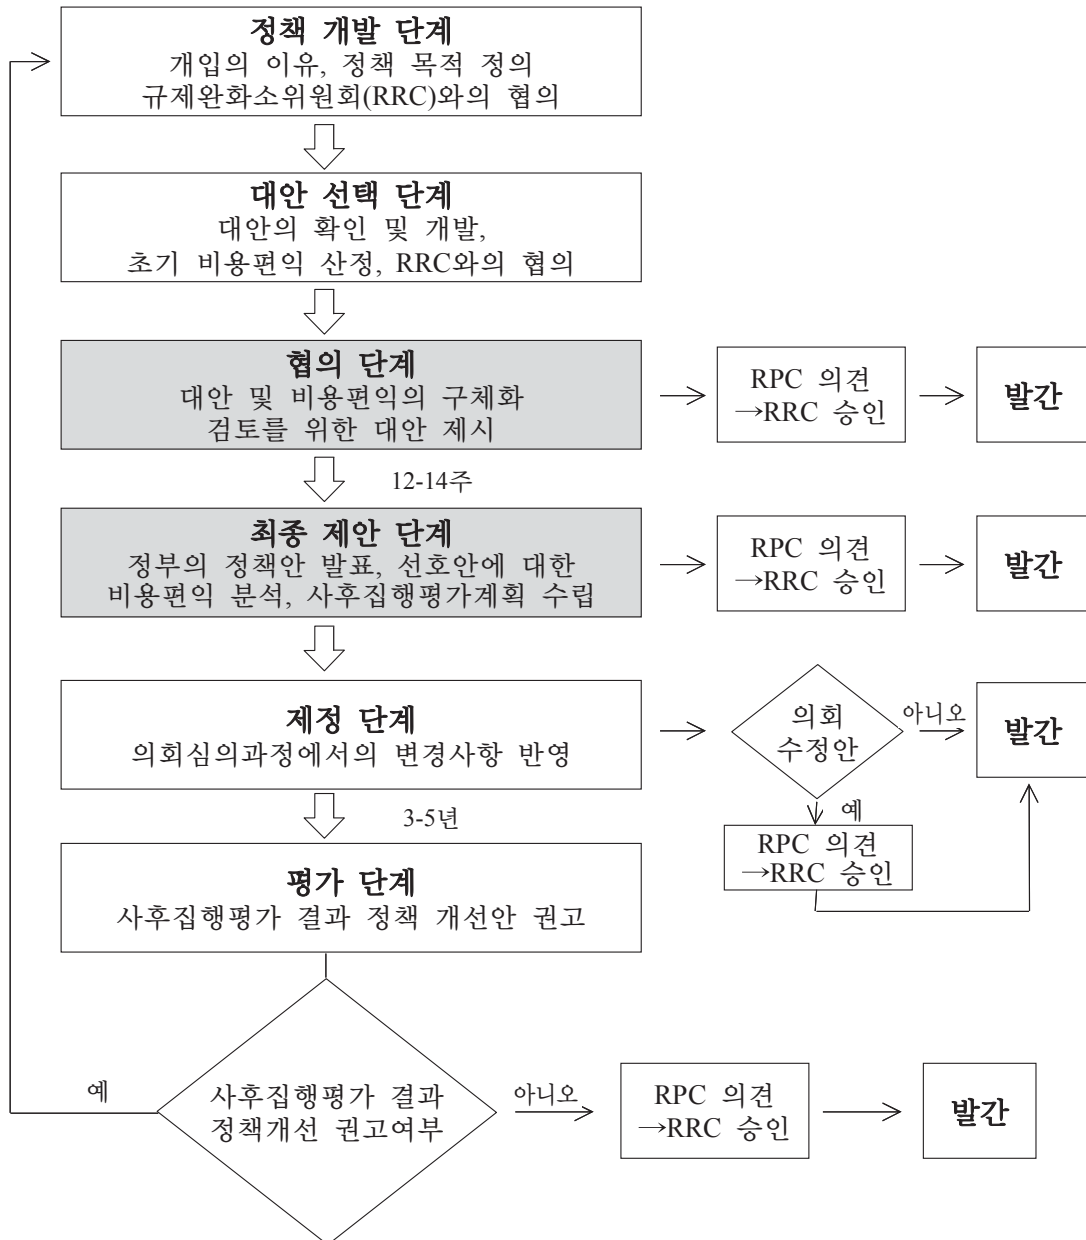 정책 개발 단계
개입의 이유, 정책 목적 정의
규제완화소위원회(RRC)와의 협의
대안 선택 단계
대안의 확인 및 개발,
초기 비용편익 산정, RRC와의 협의
협의 단계
대안 및 비용편익의 구체화
검토를 위한 대안 제시
RPC 의견
→RRC 승인
발간
12-14주
최종 제안 단계
정부의 정책안 발표, 선호안에 대한
비용편익 분석, 사후집행평가계획 수립
RPC 의견
→RRC 승인
발간
제정 단계
의회심의과정에서의 변경사항 반영
의회
수정안
아니오
발간
예
RPC 의견
→RRC 승인
3-5년
평가 단계
사후집행평가 결과 정책 개선안 권고
사후집행평가 결과
정책개선 권고여부
예
아니오
RPC 의견
→RRC 승인
발간